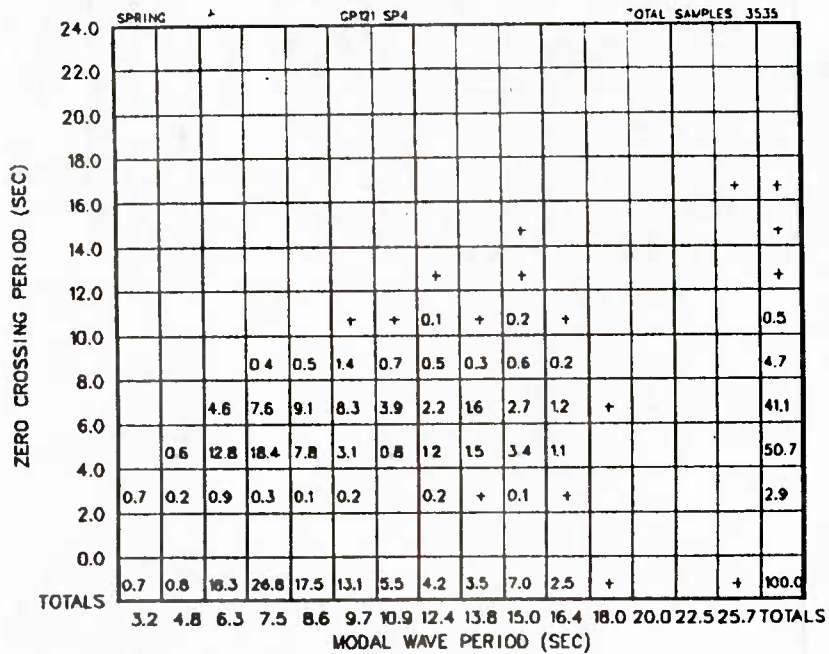 SPRING + GP121 SP4 TOTAL SAMPLES 3535
24.0
22.0
20.0
18.0
+ +
16.0
+ +
14.0
+ + +
12.0
+ + 0.1 + 0.2 + 0.5
10.0
0.4 0.5 1.4 0.7 0.5 0.3 0.6 0.2 4.7
8.0
4.6 7.6 9.1 8.3 3.9 2.2 1.6 2.7 1.2 + 41.1
6.0
0.6 12.8 18.4 7.8 3.1 0.8 1.2 1.5 3.4 1.1 50.7
4.0
0.7 0.2 0.9 0.3 0.1 0.2 0.2 + 0.1 + 2.9
2.0
0.0
0.7 0.8 18.3 26.8 17.5 13.1 5.5 4.2 3.5 7.0 2.5 + + 100.0
TOTALS
3.2 4.8 6.3 7.5 8.6 9.7 10.9 12.4 13.8 15.0 16.4 18.0 20.0 22.5 25.7 TOTALS
MODAL WAVE PERIOD (SEC)
ZERO CROSSING PERIOD (SEC)